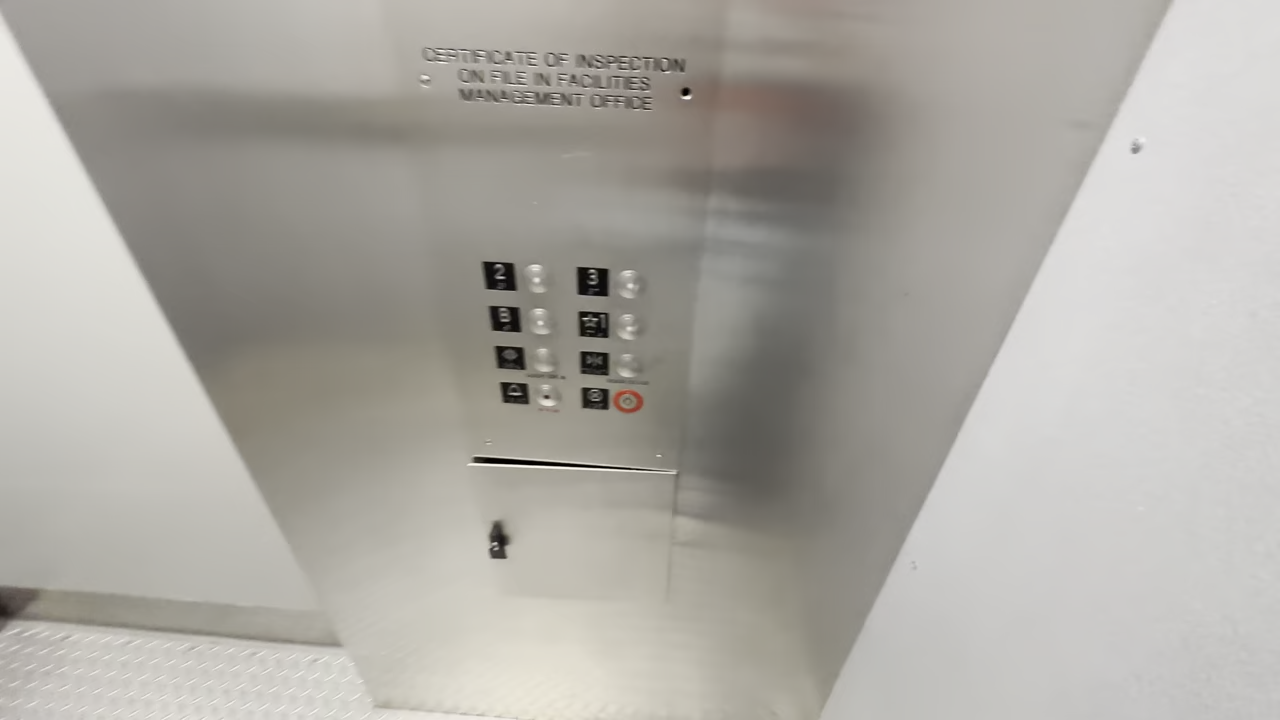 CERTIFICATE OF INSPECTION
ON FILE IN FACILITIES
MANAGEMENT OFFICE
2 3
B ☆1